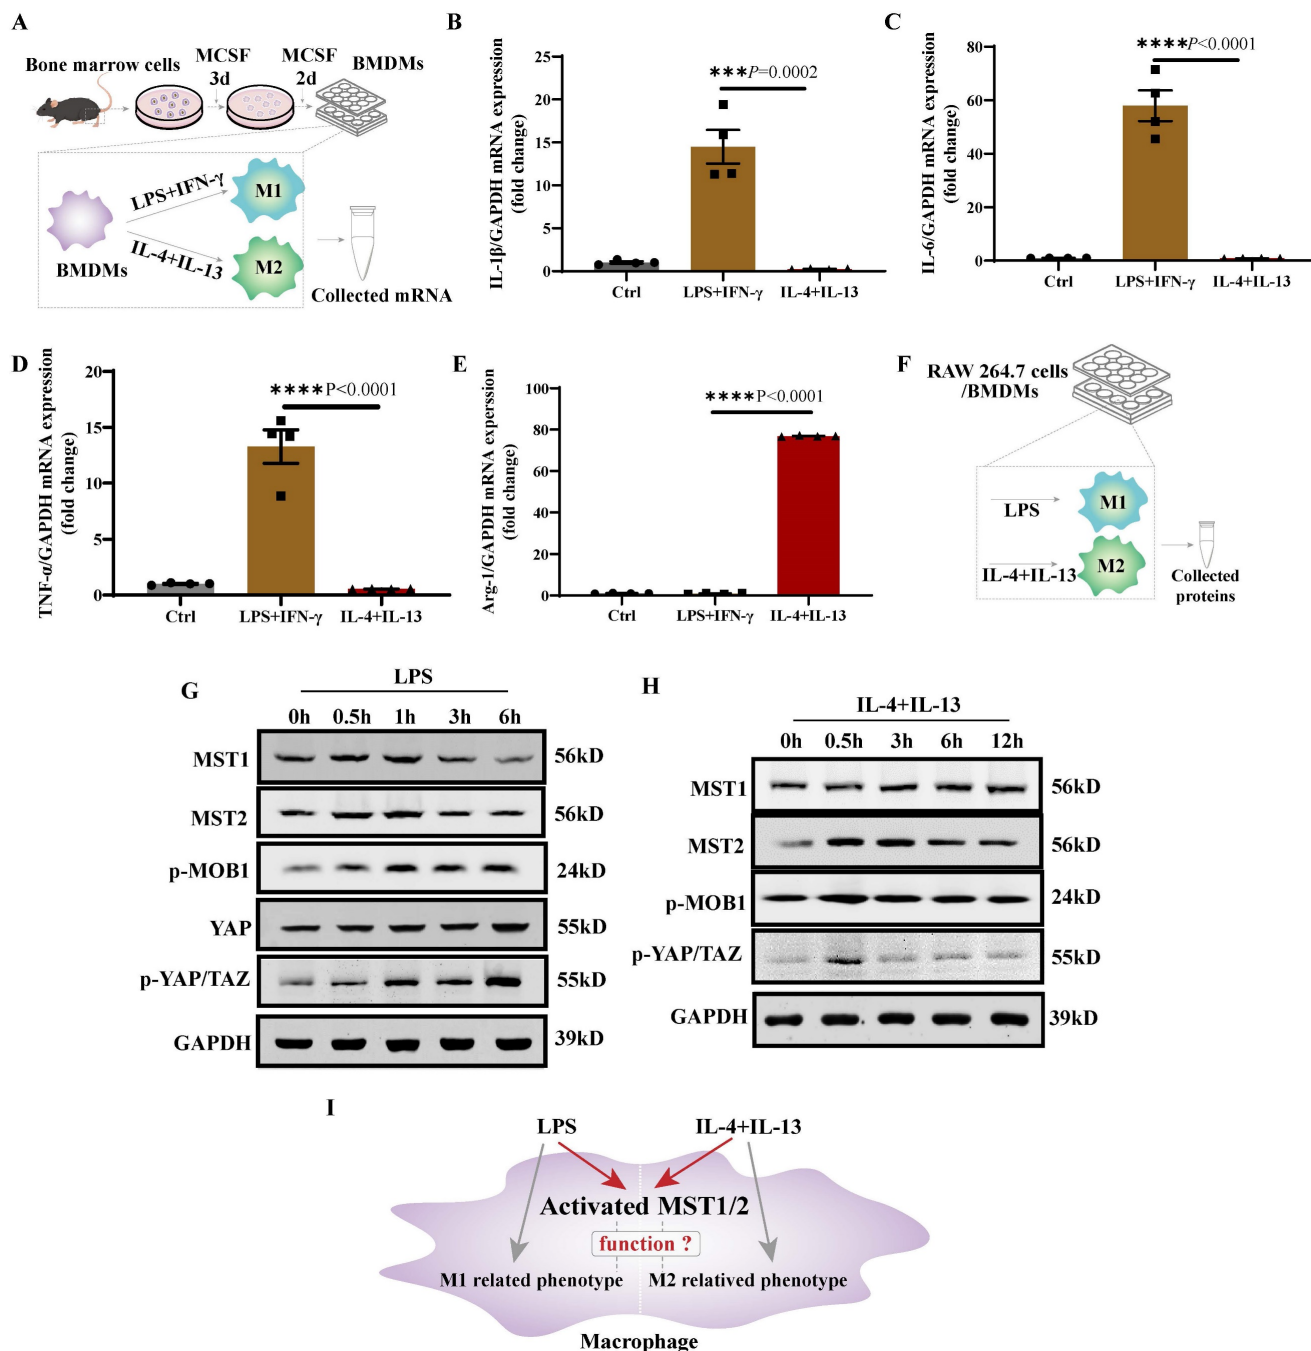 A
Bone marrow cells
MCSF
3d
MCSF
2d
BMDMs
LPS+IFN-γ
IL-4+IL-13
BMDMs
M1
M2
Collected mRNA
B
IL-1β/GAPDH mRNA expression
(fold change)
25
20
15
10
5
0
***P=0.0002
Ctrl
LPS+IFN-γ
IL-4+IL-13
C
IL-6/GAPDH mRNA expression
(fold change)
80
60
40
20
0
****P<0.0001
Ctrl
LPS+IFN-γ
IL-4+IL-13
D
TNF-α/GAPDH mRNA expression
(fold change)
20
15
10
5
0
****P<0.0001
Ctrl
LPS+IFN-γ
IL-4+IL-13
E
Arg-1/GAPDH mRNA experssion
(fold change)
100
80
60
40
20
0
****P<0.0001
Ctrl
LPS+IFN-γ
IL-4+IL-13
F
RAW 264.7 cells
/BMDMs
LPS
IL-4+IL-13
M1
M2
Collected
proteins
G
LPS
0h 0.5h 1h 3h 6h
MST1 56kD
MST2 56kD
p-MOB1 24kD
YAP 55kD
p-YAP/TAZ 55kD
GAPDH 39kD
H
IL-4+IL-13
0h 0.5h 3h 6h 12h
MST1 56kD
MST2 56kD
p-MOB1 24kD
p-YAP/TAZ 55kD
GAPDH 39kD
I
LPS IL-4+IL-13
Activated MST1/2
function ?
M1 related phenotype M2 relatived phenotype
Macrophage